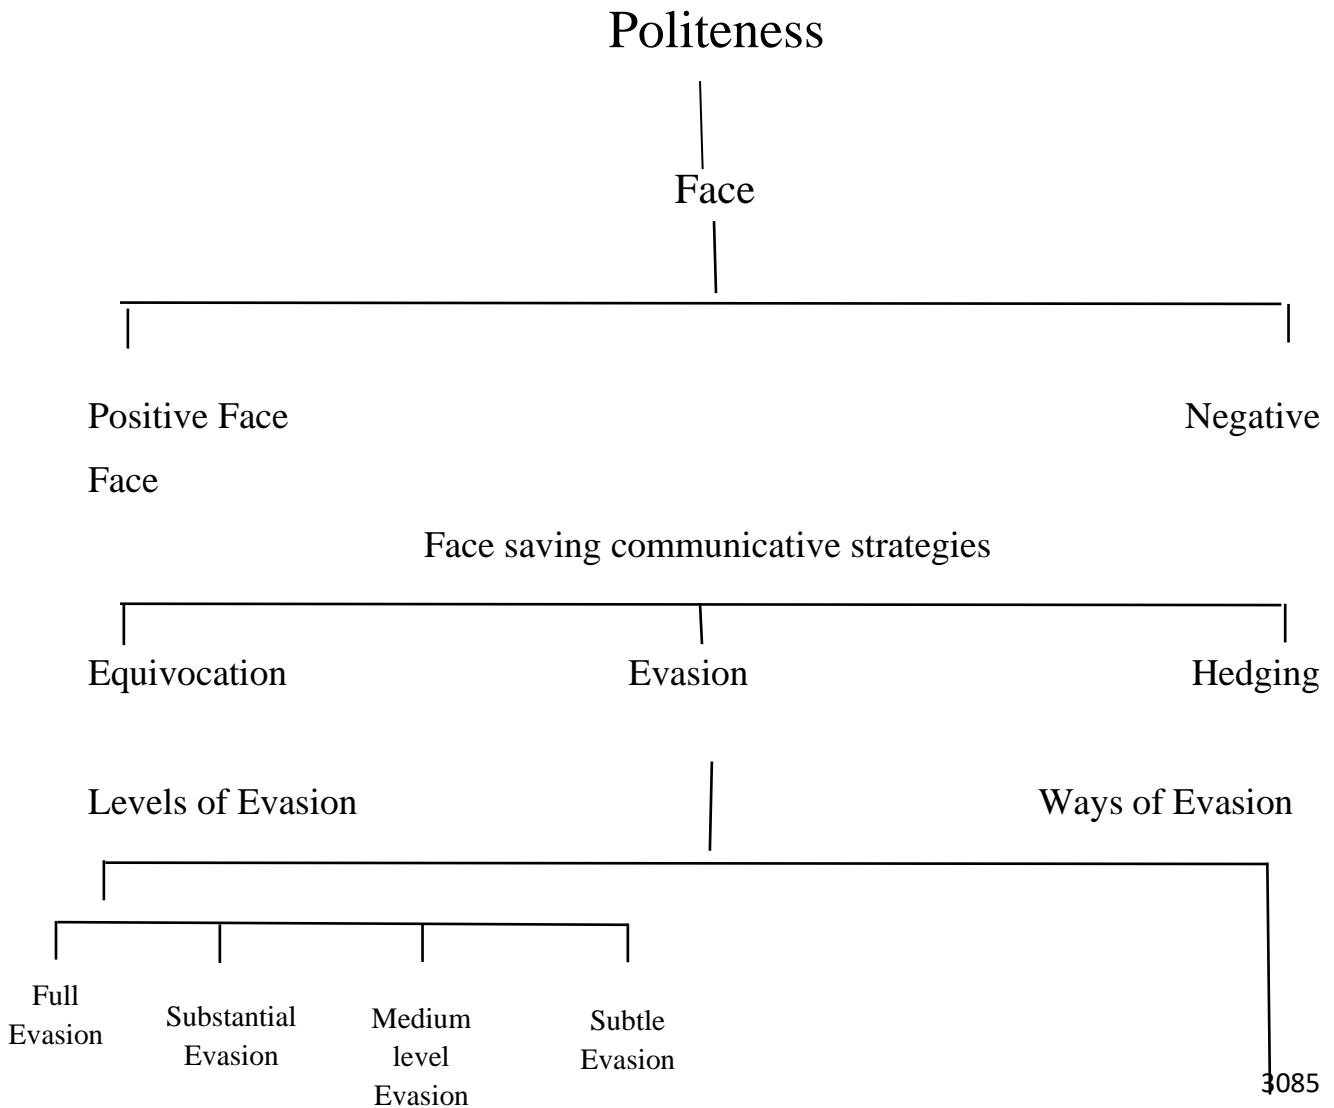 Politeness
Face
Positive Face Negative
Face
Face saving communicative strategies
Equivocation Evasion Hedging
Levels of Evasion Ways of Evasion
Full
Evasion
Substantial
Evasion
Medium
level
Evasion
Subtle
Evasion
3085